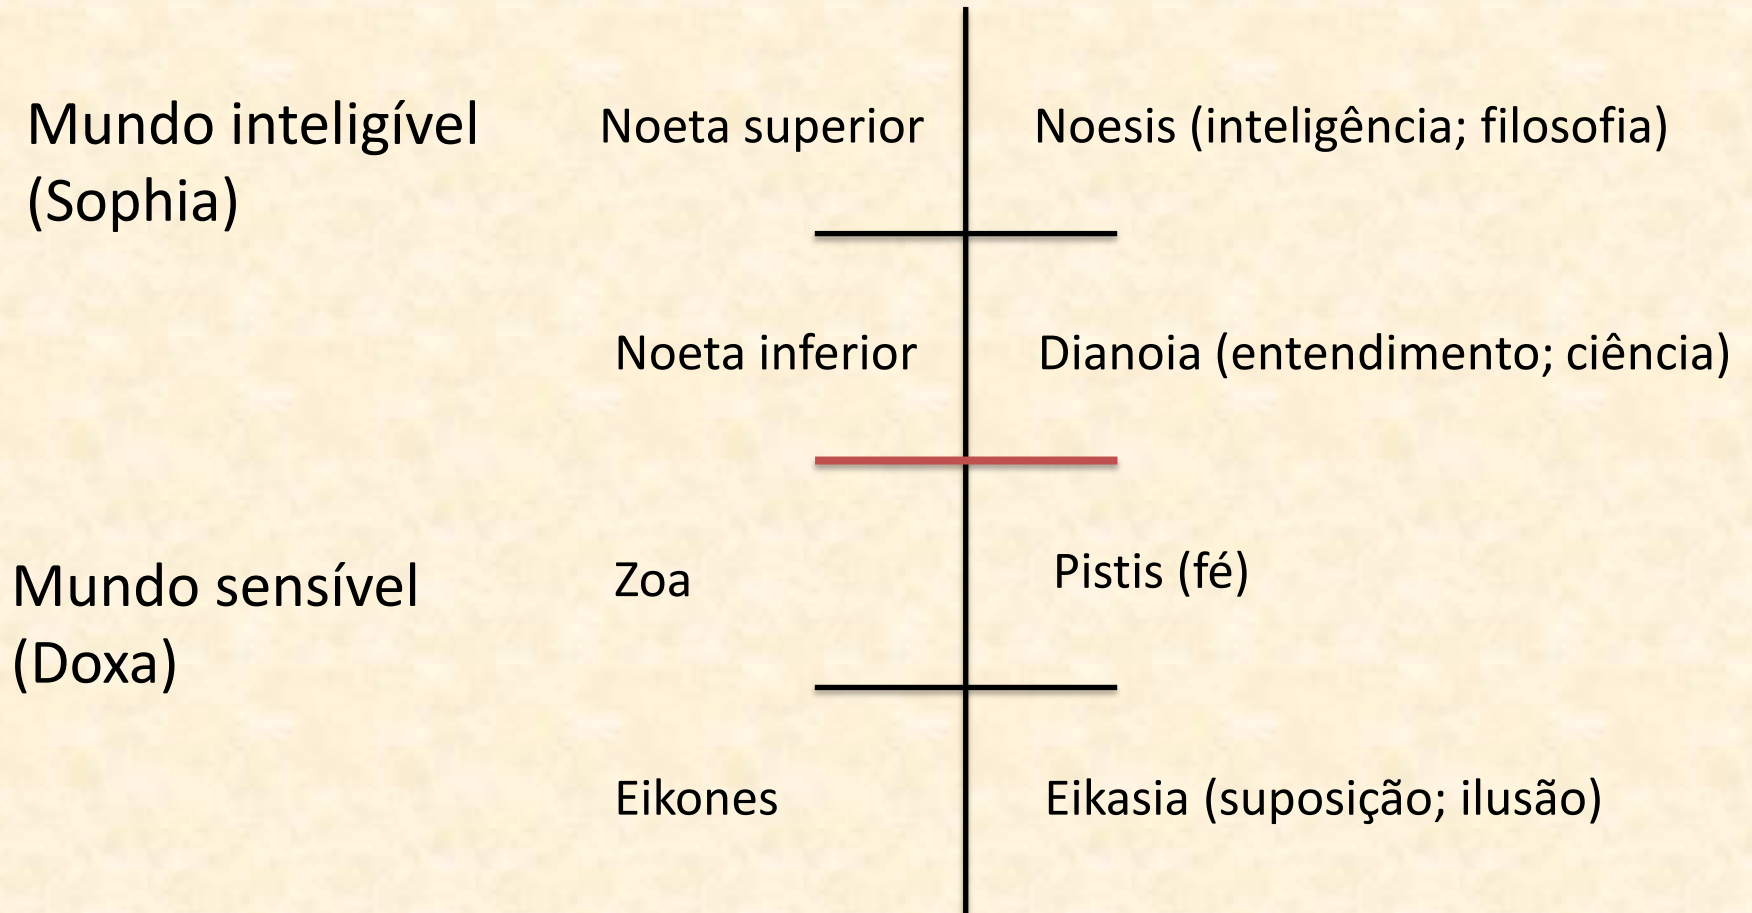 Mundo inteligível
(Sophia)
Noeta superior
Noesis (inteligência; filosofia)
Noeta inferior
Dianoia (entendimento; ciência)
Mundo sensível
(Doxa)
Zoa
Pistis (fé)
Eikones
Eikasia (suposição; ilusão)